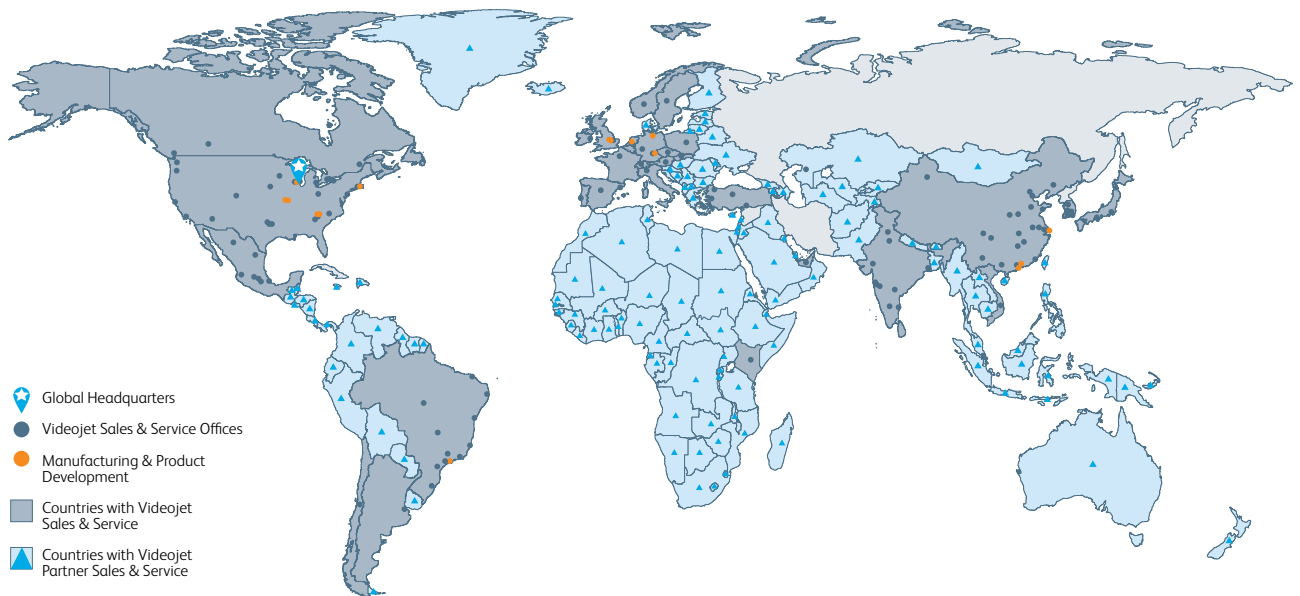 Global Headquarters
Videojet Sales & Service Offices
Manufacturing & Product
Development
Countries with Videojet
Sales & Service
Countries with Videojet
Partner Sales & Service